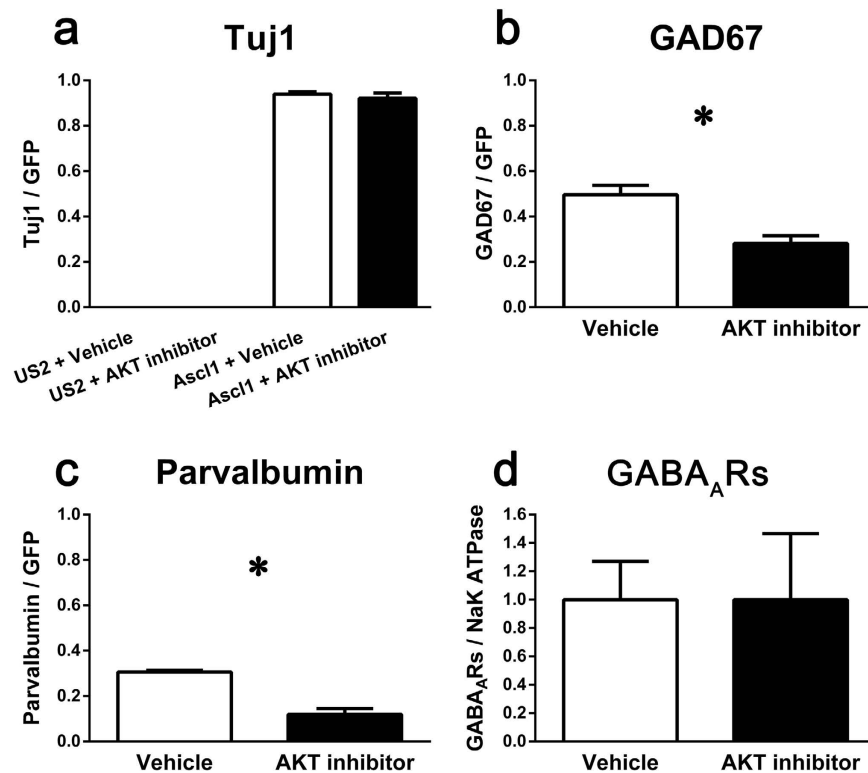 a
Tuj1
Tuj1 / GFP
1.0
0.8
0.6
0.4
0.2
0.0
US2 + Vehicle
US2 + AKT inhibitor
Ascl1 + Vehicle
Ascl1 + AKT inhibitor
b
GAD67
GAD67 / GFP
1.0
0.8
0.6
0.4
0.2
0.0
*
Vehicle
AKT inhibitor
c
Parvalbumin
Parvalbumin / GFP
1.0
0.8
0.6
0.4
0.2
0.0
*
Vehicle
AKT inhibitor
d
GABA_ARs
GABA_ARs / NaK ATPase
1.6
1.4
1.2
1.0
0.8
0.6
0.4
0.2
0.0
Vehicle
AKT inhibitor